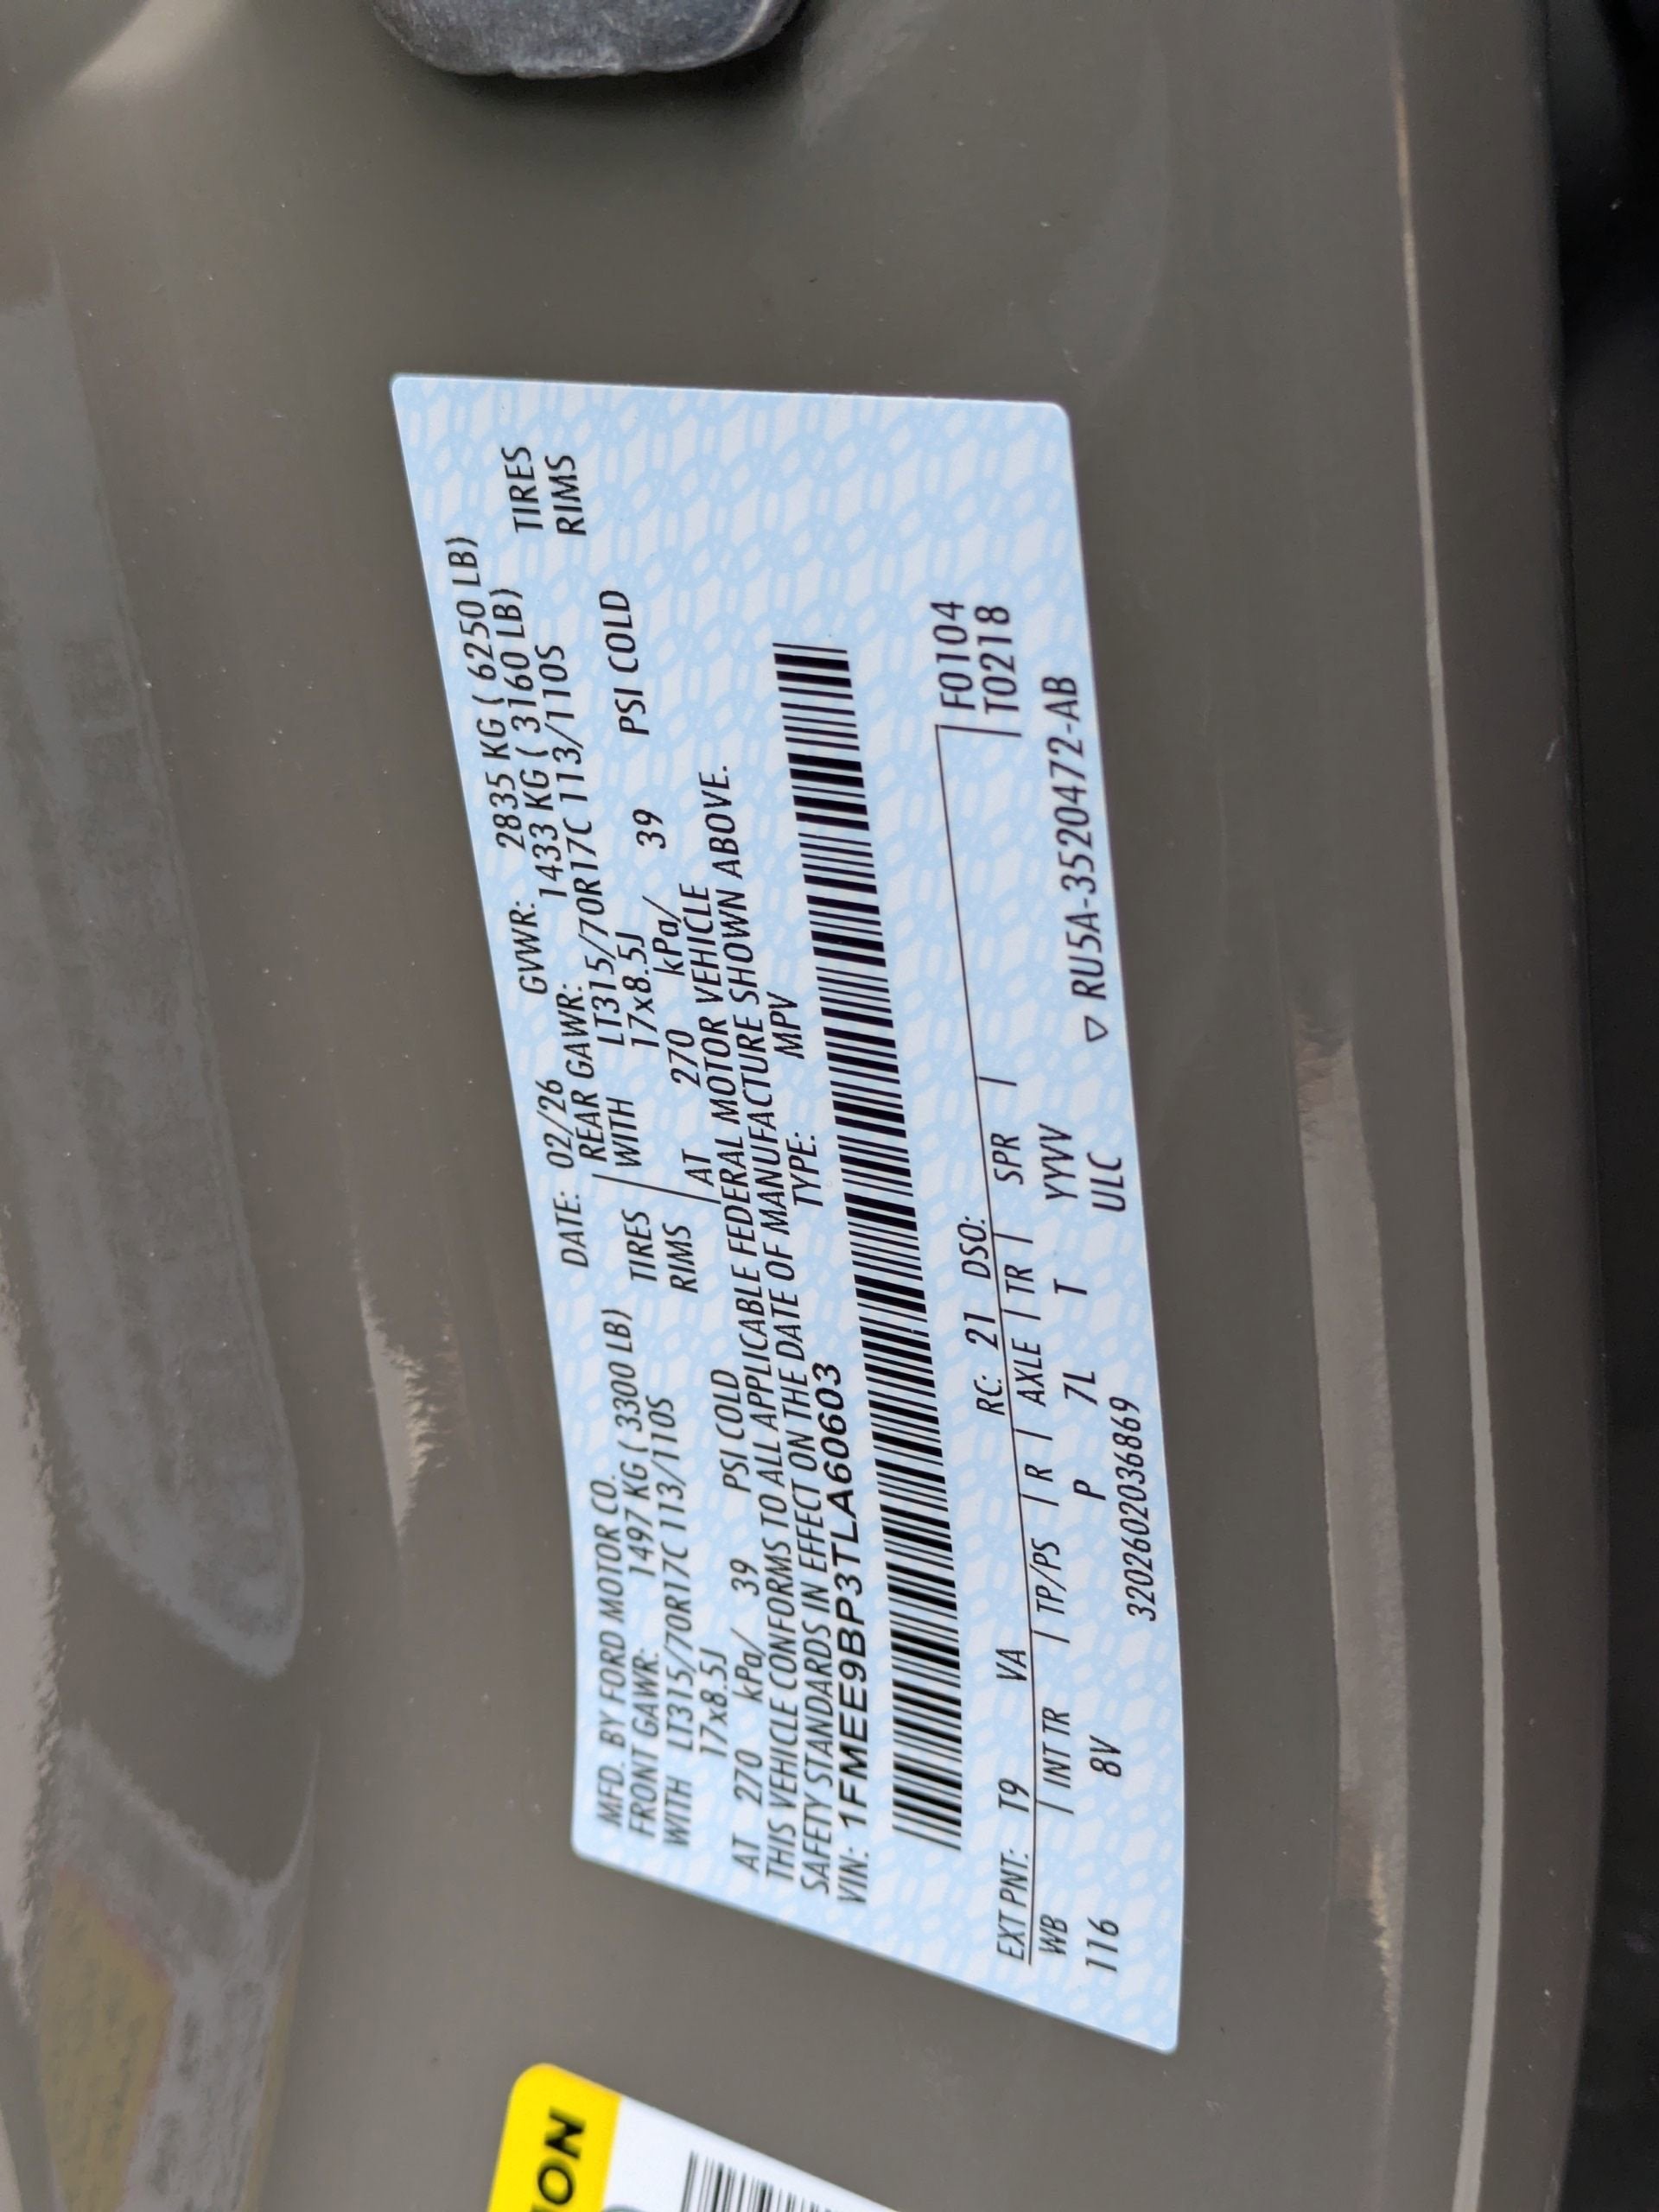 MFD. BY FORD MOTOR CO. DATE: 02/26 GVWR: 2835 KG ( 6250 LB)
FRONT GAWR: 1497 KG ( 3300 LB) REAR GAWR: 1433 KG ( 3160 LB)
WITH LT315/70R17C 113/110S TIRES WITH LT315/70R17C 113/110S TIRES
17x8.5J RIMS 17x8.5J RIMS
AT 270 kPa/ 39 PSI COLD AT 270 kPa/ 39 PSI COLD
THIS VEHICLE CONFORMS TO ALL APPLICABLE FEDERAL MOTOR VEHICLE
SAFETY STANDARDS IN EFFECT ON THE DATE OF MANUFACTURE SHOWN ABOVE.
VIN: 1FMEE9BP3TLA60603 TYPE: MPV
EXT PNT: T9 VA RC: 21 DSO: F0104
WB | INT TR | TP/PS | R | AXLE | TR | SPR | T0218
116 8V P 7L T YYVV
3202602036869 ULC ▽ RU5A-3520472-AB
ION